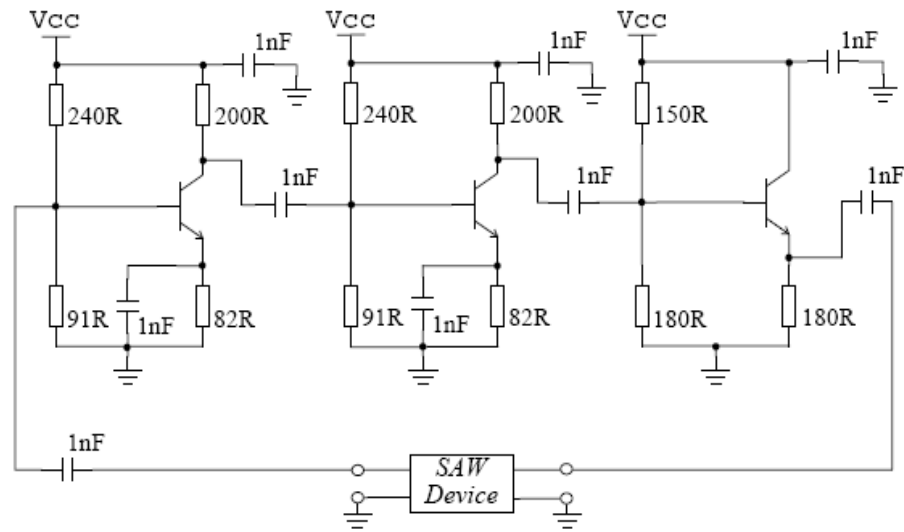 Vcc
Vcc
Vcc
1nF
1nF
1nF
240R
200R
240R
200R
150R
1nF
1nF
1nF
91R
1nF
82R
91R
1nF
82R
180R
180R
1nF
SAW
Device